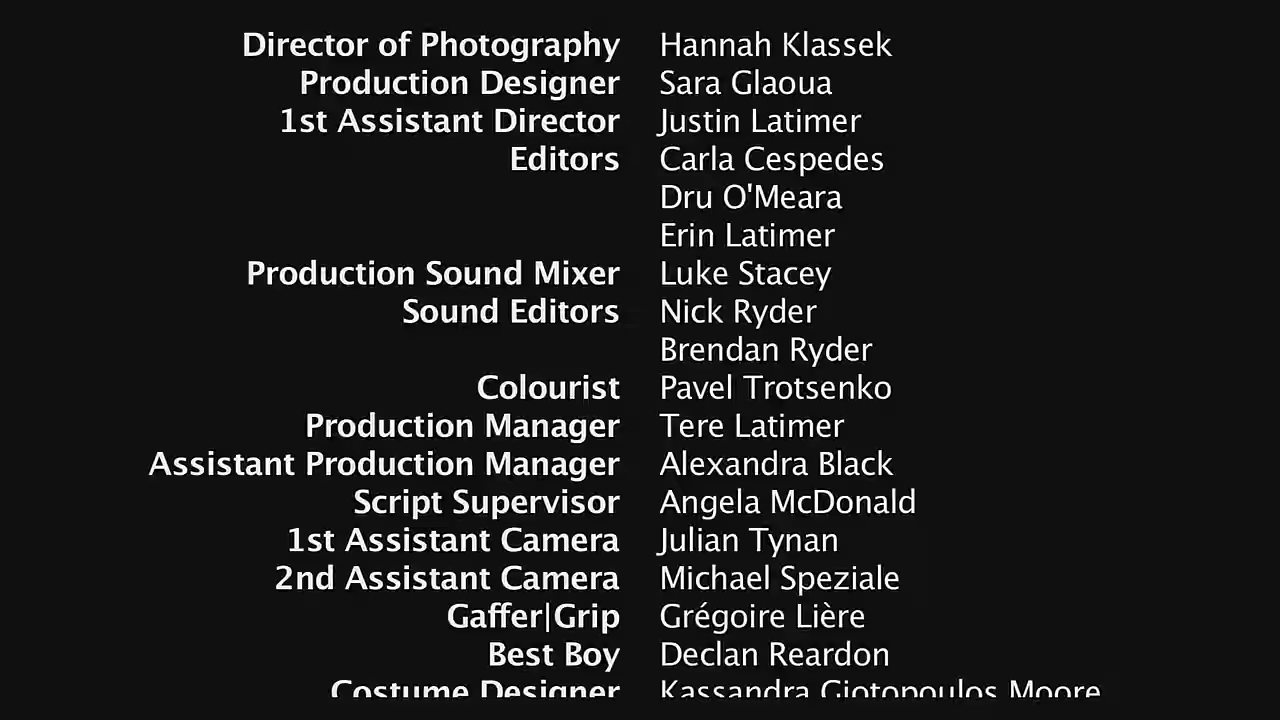 Director of Photography Hannah Klassek
Production Designer Sara Glaoua
1st Assistant Director Justin Latimer
Editors Carla Cespedes
Dru O'Meara
Erin Latimer
Production Sound Mixer Luke Stacey
Sound Editors Nick Ryder
Brendan Ryder
Colourist Pavel Trotsenko
Production Manager Tere Latimer
Assistant Production Manager Alexandra Black
Script Supervisor Angela McDonald
1st Assistant Camera Julian Tynan
2nd Assistant Camera Michael Speziale
Gaffer|Grip Grégoire Lière
Best Boy Declan Reardon
Costume Designer Kassandra Giotopoulos Moore